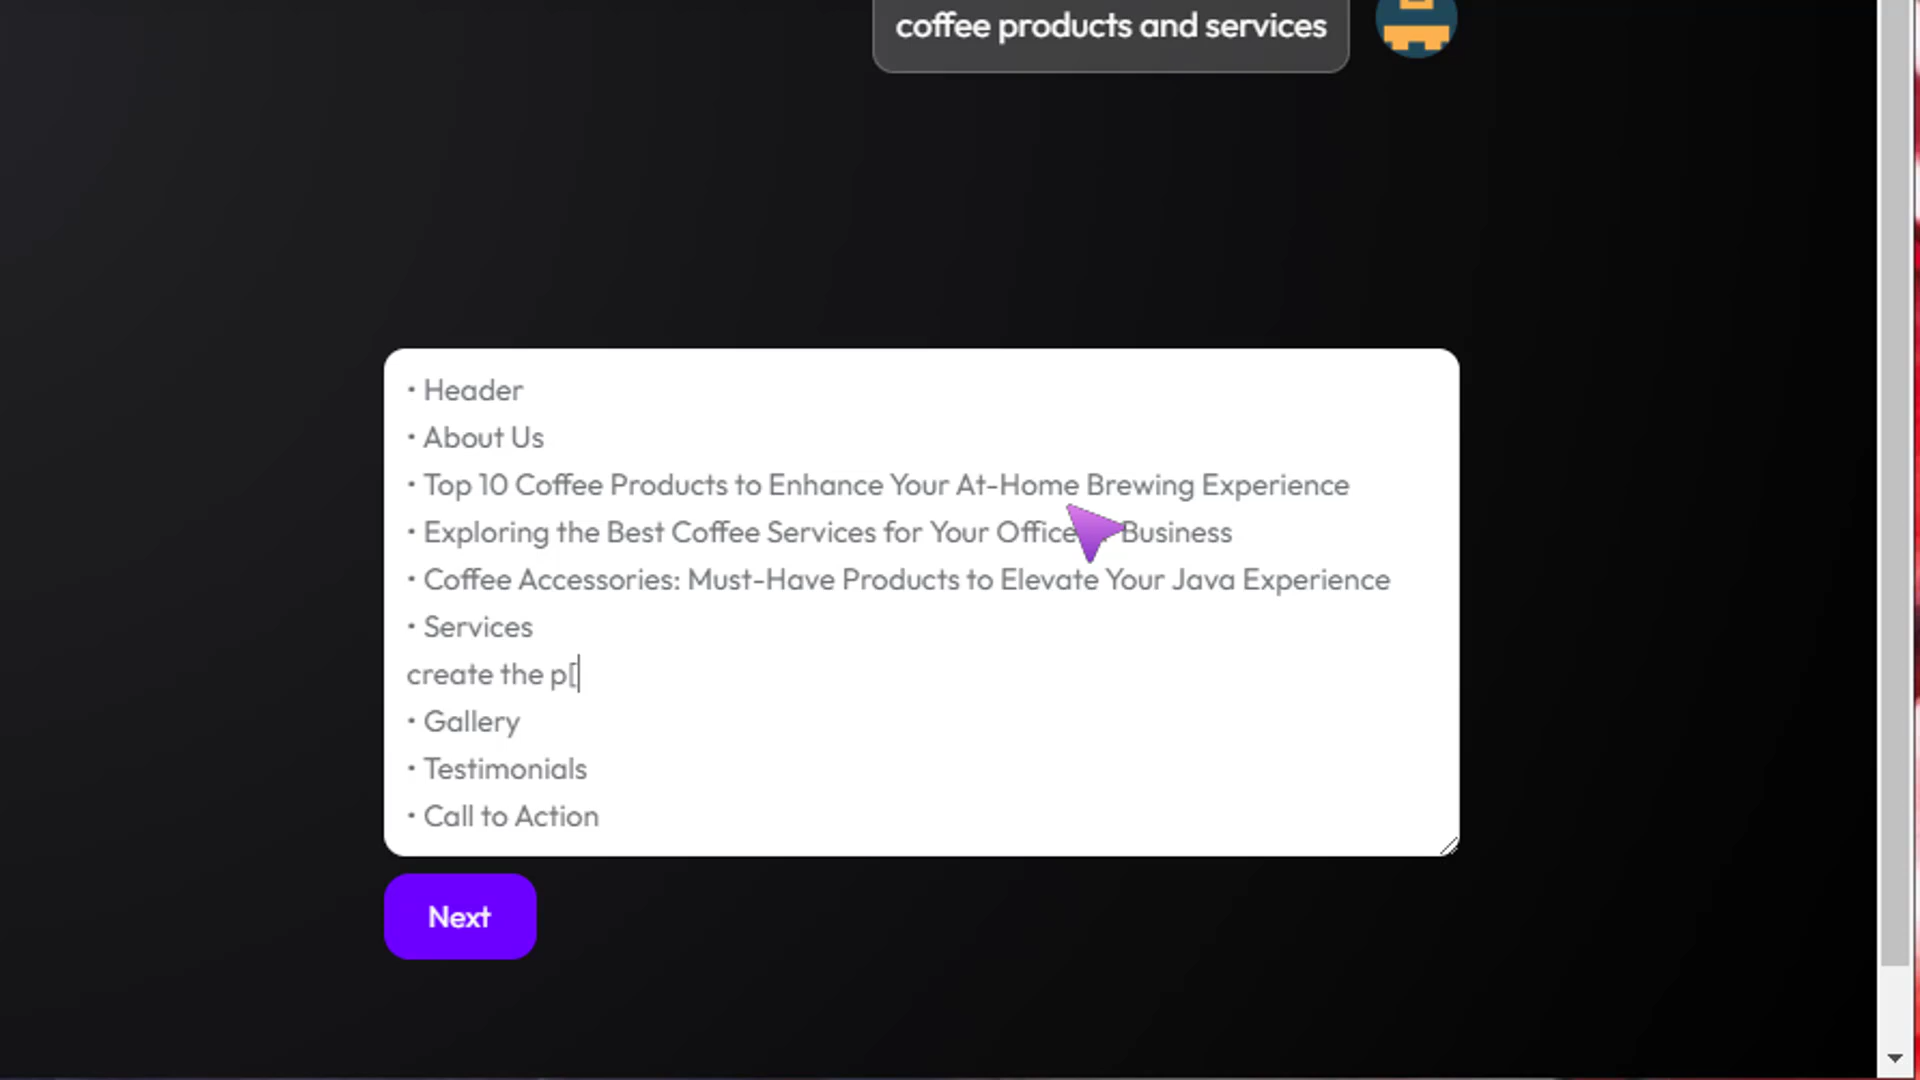 coffee products and services
• Header
• About Us
• Top 10 Coffee Products to Enhance Your At-Home Brewing Experience
• Exploring the Best Coffee Services for Your Office Business
• Coffee Accessories: Must-Have Products to Elevate Your Java Experience
• Services
create the p[
• Gallery
• Testimonials
• Call to Action
Next